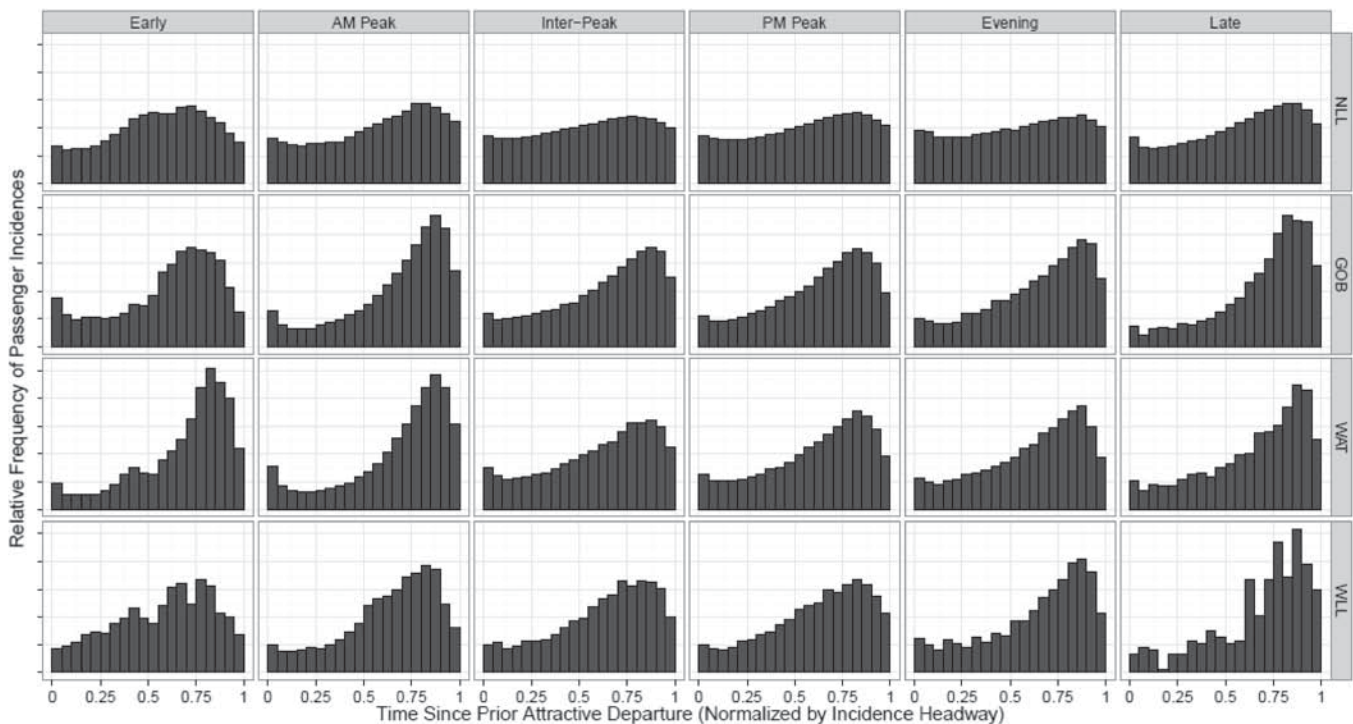 Early AM Peak Inter-Peak PM Peak Evening Late
NLL
GOB
WAT
WLL
Relative Frequency of Passenger Incidences
0 0.25 0.5 0.75 1 0 0.25 0.5 0.75 1 0 0.25 0.5 0.75 1 0 0.25 0.5 0.75 1 0 0.25 0.5 0.75 1 0 0.25 0.5 0.75 1
Time Since Prior Attractive Departure (Normalized by Incidence Headway)